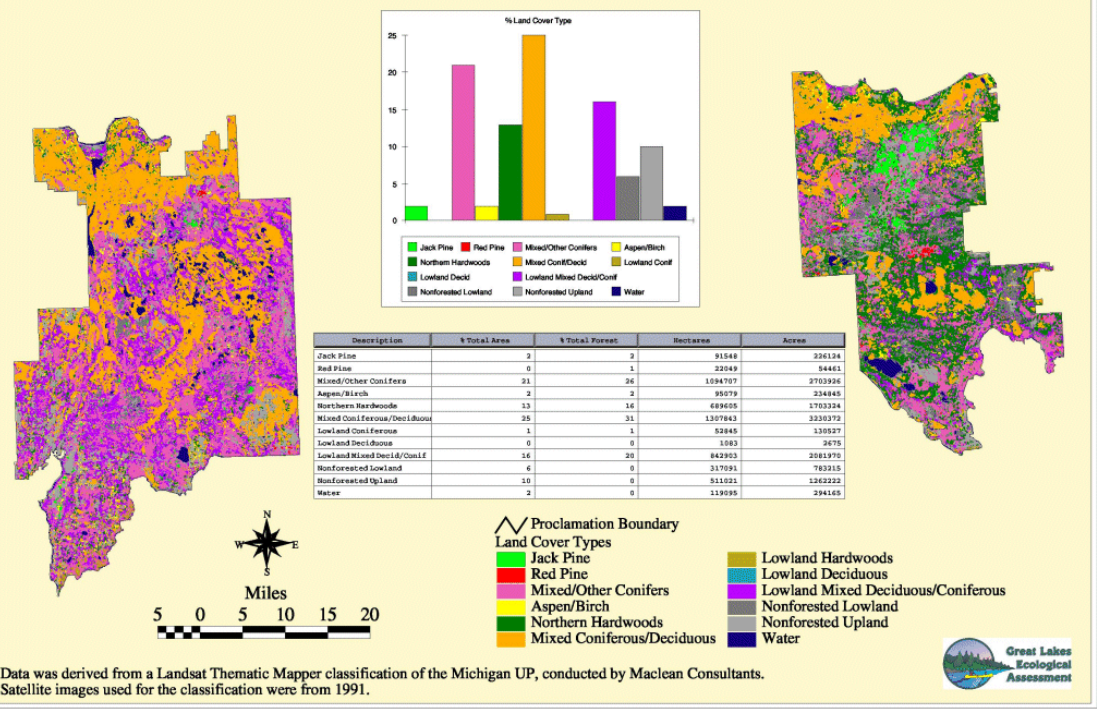 % Land Cover Type
25
20
15
10
5
0
Jack Pine Red Pine Mixed/Other Conifers Aspen/Birch
Northern Hardwoods Mixed Conif/Decid Lowland Conif
Lowland Decid Lowland Mixed Decid/Conif
Nonforested Lowland Nonforested Upland Water
Description % Total Area % Total Forest Hectares Acres
Jack Pine 2 2 91548 226124
Red Pine 0 1 22049 54461
Mixed/Other Conifers 21 26 1094707 2703926
Aspen/Birch 2 2 95079 234845
Northern Hardwoods 13 16 689605 1703324
Mixed Coniferous/Deciduou 25 31 1307843 3230372
Lowland Coniferous 1 1 52845 130527
Lowland Deciduous 0 0 1083 2675
Lowland Mixed Decid/Conif 16 20 842903 2081970
Nonforested Lowland 6 0 317091 783215
Nonforested Upland 10 0 511021 1262222
Water 2 0 119095 294165
N
W E
S
Miles
5 0 5 10 15 20
Proclamation Boundary
Land Cover Types
Jack Pine
Red Pine
Mixed/Other Conifers
Aspen/Birch
Northern Hardwoods
Mixed Coniferous/Deciduous
Lowland Hardwoods
Lowland Deciduous
Lowland Mixed Deciduous/Coniferous
Nonforested Lowland
Nonforested Upland
Water
Great Lakes
Ecological
Assessment
Data was derived from a Landsat Thematic Mapper classification of the Michigan UP, conducted by Maclean Consultants.
Satellite images used for the classification were from 1991.